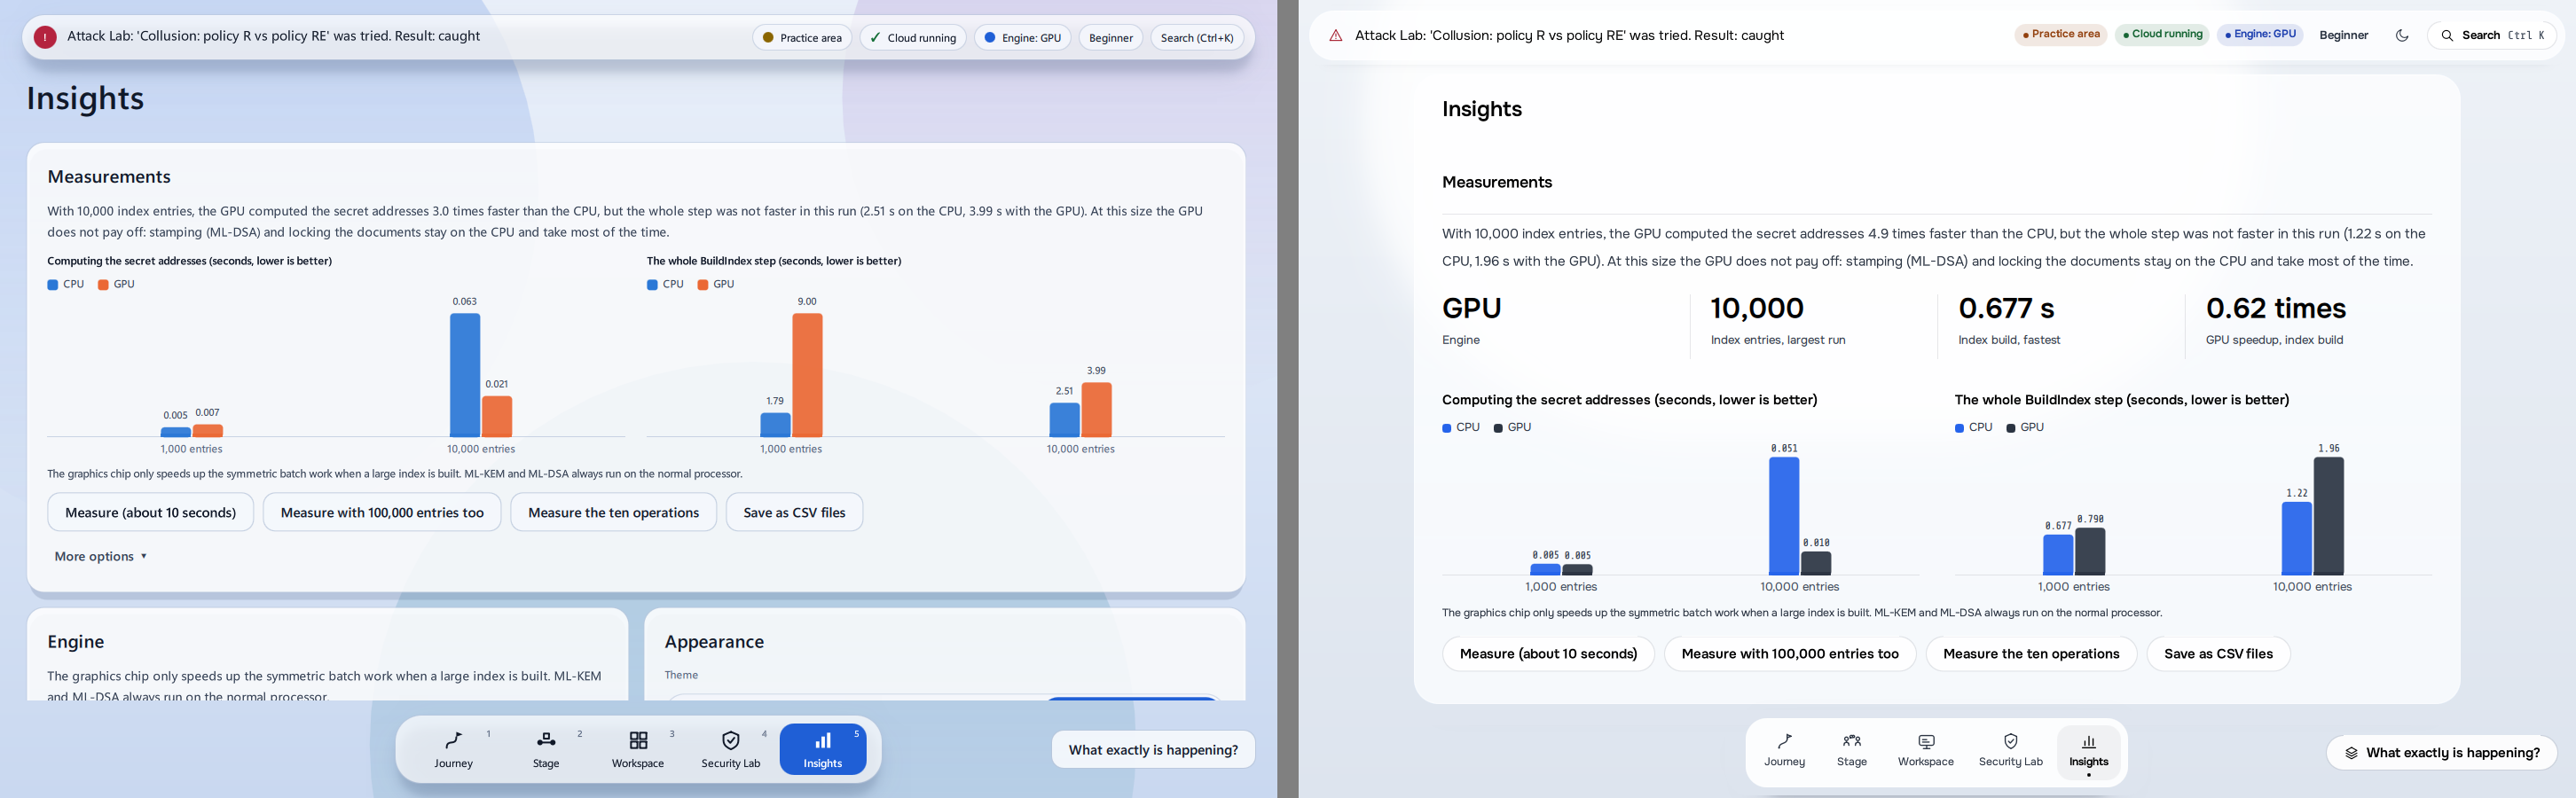 Attack Lab: 'Collusion: policy R vs policy RE' was tried. Result: caught
Practice area
Cloud running
Engine: GPU
Beginner
Search (Ctrl+K)
Insights
Measurements
With 10,000 index entries, the GPU computed the secret addresses 3.0 times faster than the CPU, but the whole step was not faster in this run (2.51 s on the CPU, 3.99 s with the GPU). At this size the GPU
does not pay off: stamping (ML-DSA) and locking the documents stay on the CPU and take most of the time.
Computing the secret addresses (seconds, lower is better)
CPU GPU
0.063
0.021
0.005 0.007
1,000 entries 10,000 entries
The whole BuildIndex step (seconds, lower is better)
CPU GPU
9.00
3.99
2.51
1.79
1,000 entries 10,000 entries
The graphics chip only speeds up the symmetric batch work when a large index is built. ML-KEM and ML-DSA always run on the normal processor.
Measure (about 10 seconds)
Measure with 100,000 entries too
Measure the ten operations
Save as CSV files
More options
Engine
The graphics chip only speeds up the symmetric batch work when a large index is built. ML-KEM
and ML-DSA always run on the normal processor.
Appearance
Theme
Journey 1
Stage 2
Workspace 3
Security Lab 4
Insights 5
What exactly is happening?
Attack Lab: 'Collusion: policy R vs policy RE' was tried. Result: caught
Practice area
Cloud running
Engine: GPU
Beginner
Search Ctrl K
Insights
Measurements
With 10,000 index entries, the GPU computed the secret addresses 4.9 times faster than the CPU, but the whole step was not faster in this run (1.22 s on the
CPU, 1.96 s with the GPU). At this size the GPU does not pay off: stamping (ML-DSA) and locking the documents stay on the CPU and take most of the time.
GPU
Engine
10,000
Index entries, largest run
0.677 s
Index build, fastest
0.62 times
GPU speedup, index build
Computing the secret addresses (seconds, lower is better)
CPU GPU
0.051
0.010
0.005 0.005
1,000 entries 10,000 entries
The whole BuildIndex step (seconds, lower is better)
CPU GPU
1.96
1.22
0.677 0.790
1,000 entries 10,000 entries
The graphics chip only speeds up the symmetric batch work when a large index is built. ML-KEM and ML-DSA always run on the normal processor.
Measure (about 10 seconds)
Measure with 100,000 entries too
Measure the ten operations
Save as CSV files
Journey
Stage
Workspace
Security Lab
Insights
What exactly is happening?